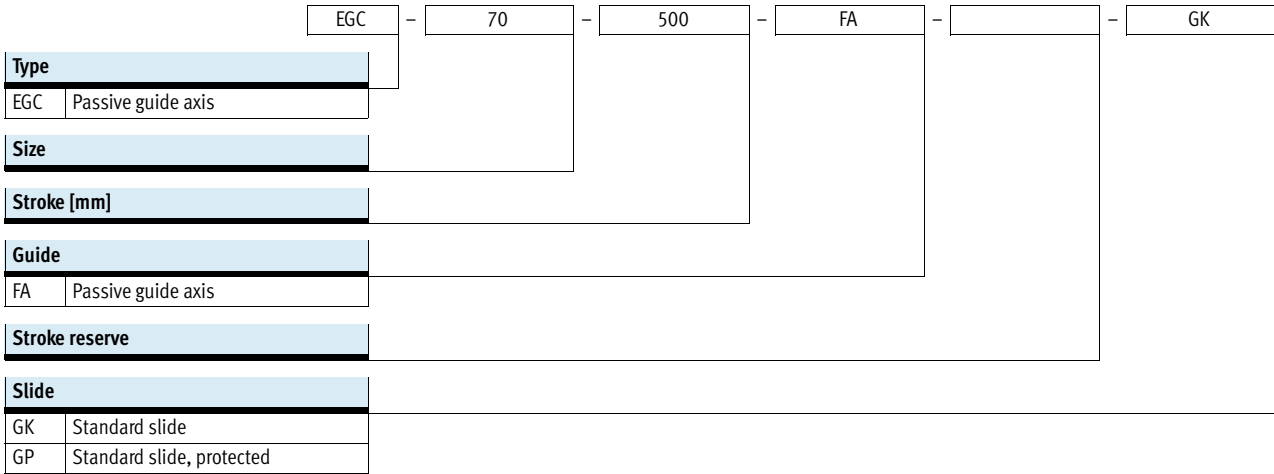 EGC – 70 – 500 – FA – – GK
Type
EGC Passive guide axis
Size
Stroke [mm]
Guide
FA Passive guide axis
Stroke reserve
Slide
GK Standard slide
GP Standard slide, protected